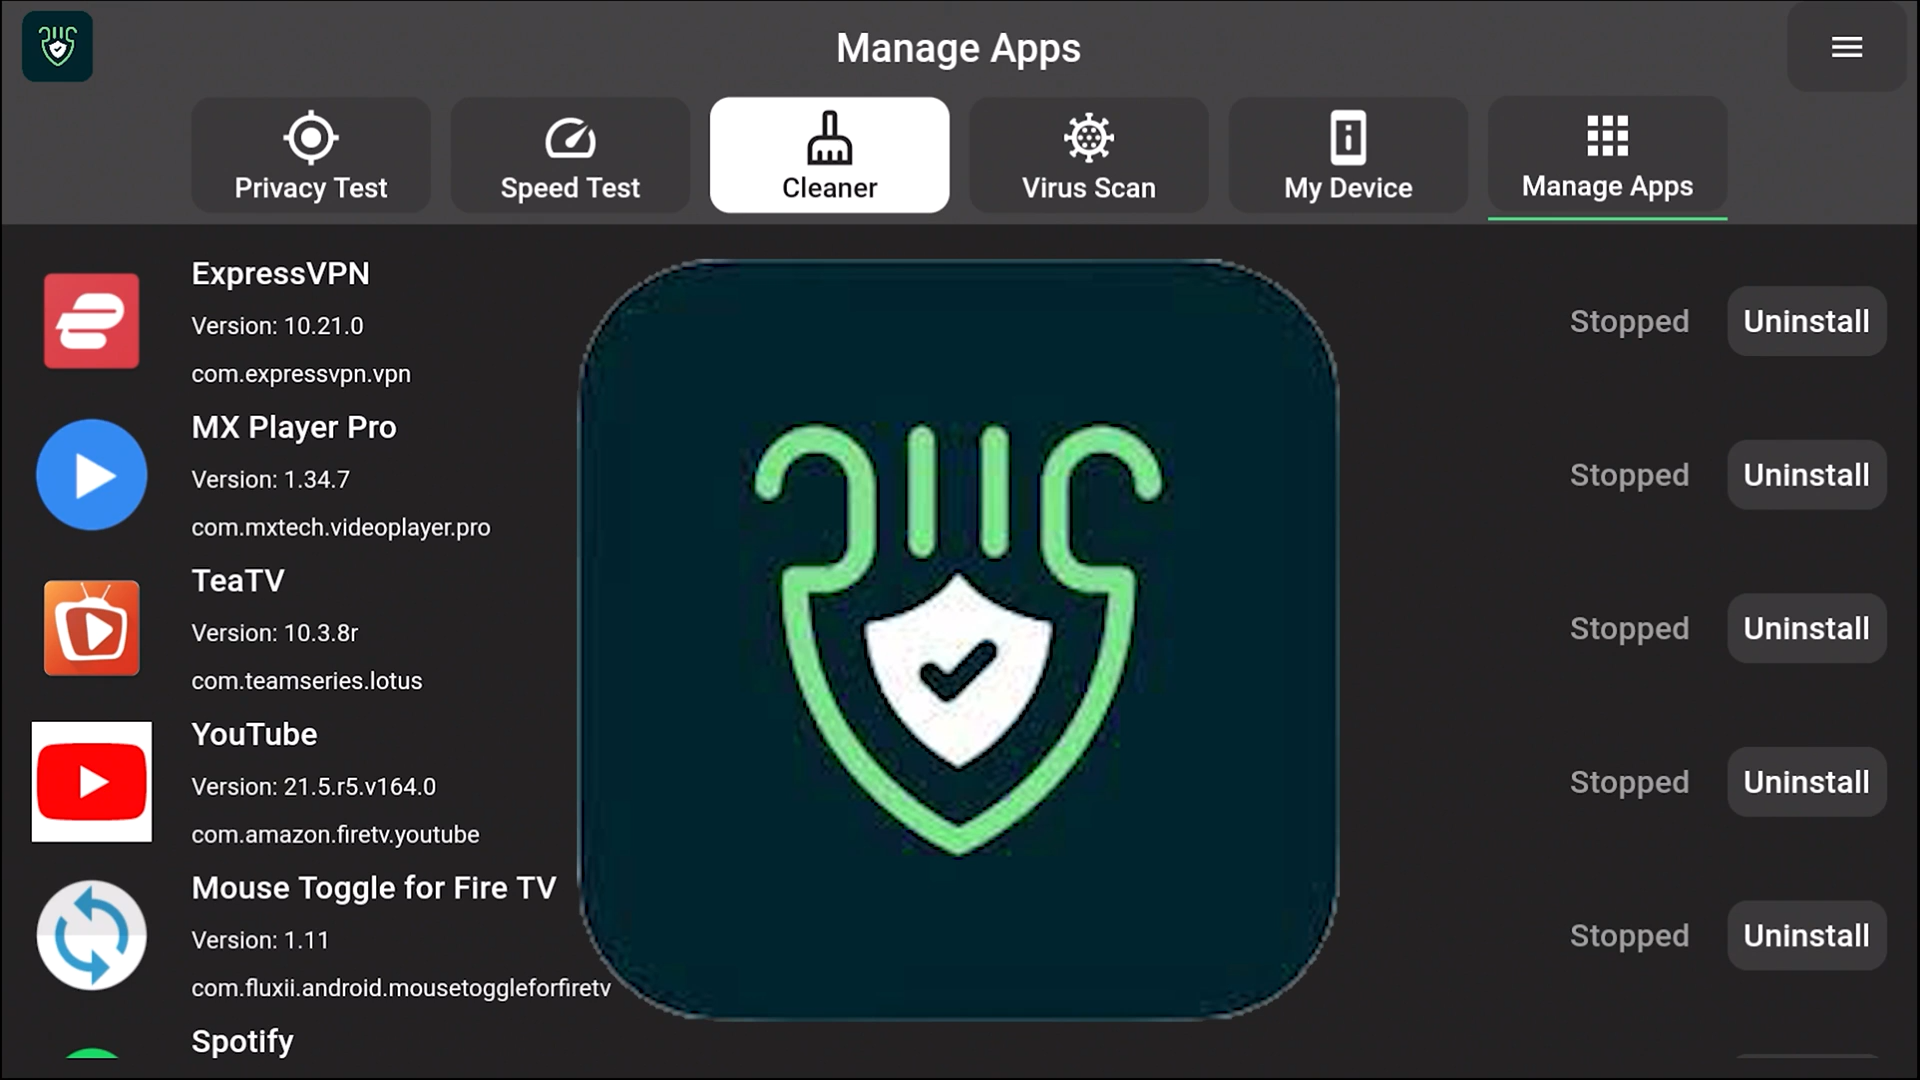 Manage Apps
Privacy Test
Speed Test
Cleaner
Virus Scan
My Device
Manage Apps
ExpressVPN
Version: 10.21.0
com.expressvpn.vpn
Stopped
Uninstall
MX Player Pro
Version: 1.34.7
com.mxtech.videoplayer.pro
Stopped
Uninstall
TeaTV
Version: 10.3.8r
com.teamseries.lotus
Stopped
Uninstall
YouTube
Version: 21.5.r5.v164.0
com.amazon.firetv.youtube
Stopped
Uninstall
Mouse Toggle for Fire TV
Version: 1.11
com.fluxii.android.mousetoggleforfiretv
Stopped
Uninstall
Spotify